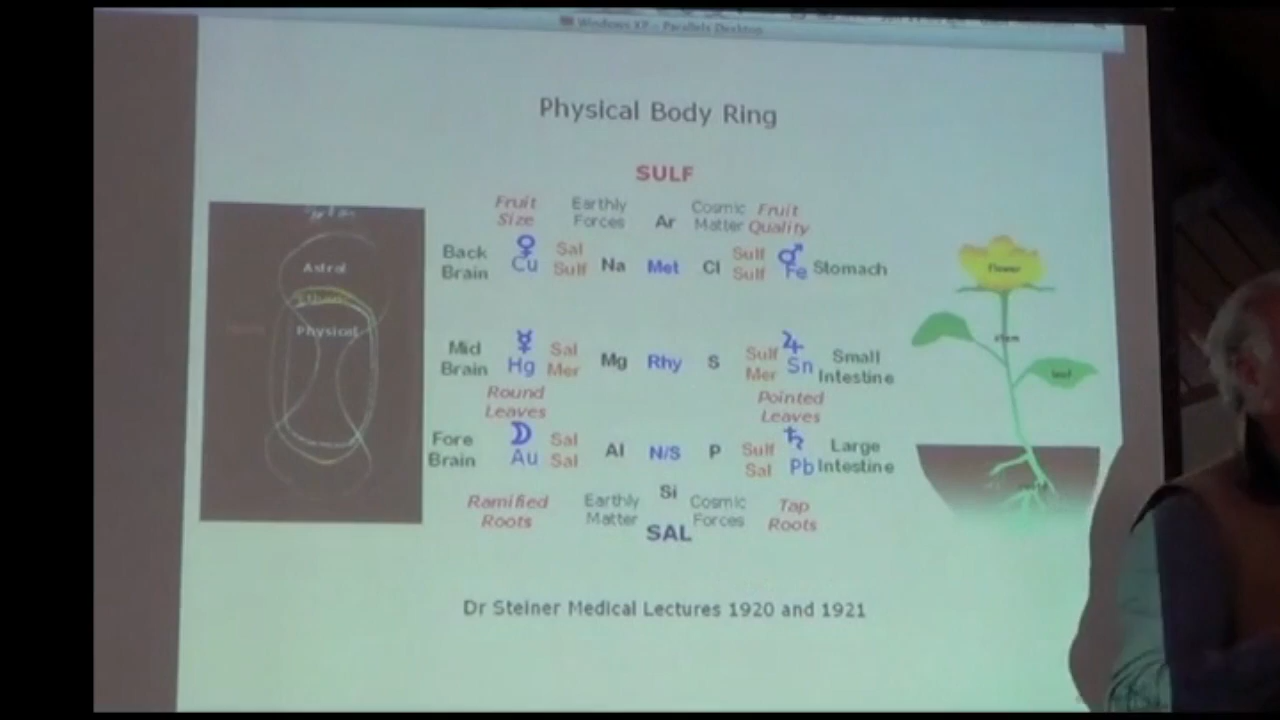 Windows XP - Parallels Desktop
Physical Body Ring
SULF
Fruit Size
Earthly Forces
Ar
Cosmic Matter
Fruit Quality
Back Brain
♀ Cu
Sal Sulf
Na
Met
Cl
Sulf Sulf
♂ Fe
Stomach
Mid Brain
☿ Hg
Sal Mer
Mg
Rhy
S
Sulf Mer
♃ Sn
Small Intestine
Round Leaves
Pointed Leaves
Fore Brain
☽ Au
Sal Sal
Al
N/S
P
Sulf Sal
♄ Pb
Large Intestine
Ramified Roots
Earthly Matter
Si
Cosmic Forces
Tap Roots
SAL
Dr Steiner Medical Lectures 1920 and 1921
Astral
Physical
flower
stem
leaf